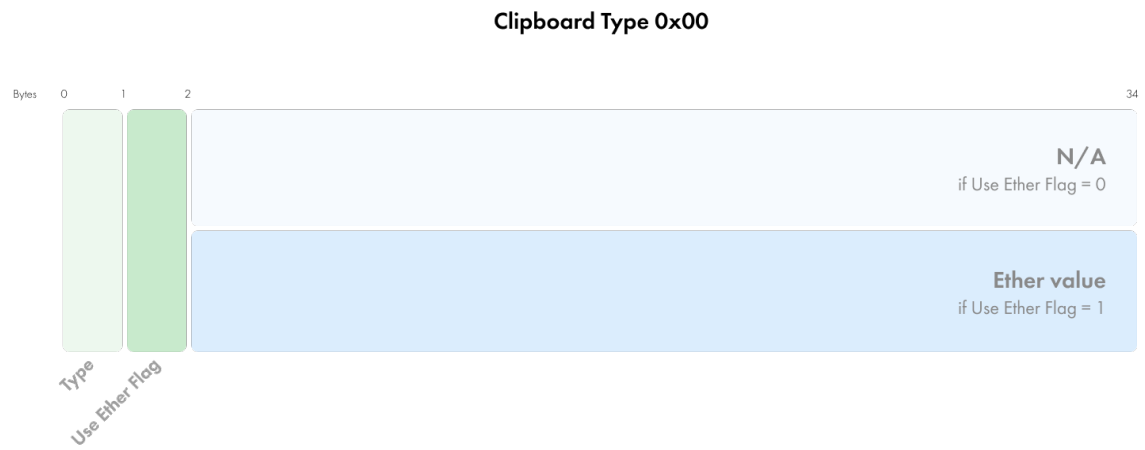 Clipboard Type 0x00
Bytes 0 1 2 34
N/A
if Use Ether Flag = 0
Ether value
if Use Ether Flag = 1
Type
Use Ether Flag